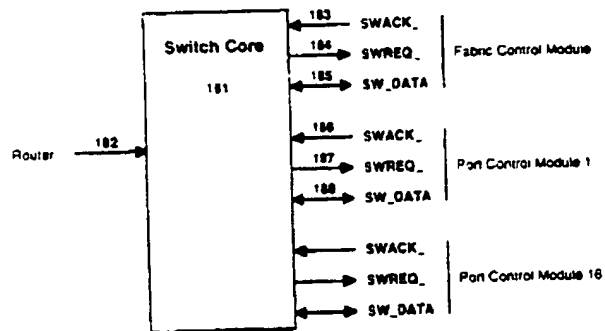 183 SWACK_
Switch Core 184 SWREQ_ Fabric Control Module
181 185 SW_DATA
186 SWACK_
Router 182 187 SWREQ_ Port Control Module 1
188 SW_DATA
SWACK_
SWREQ_ Port Control Module 16
SW_DATA